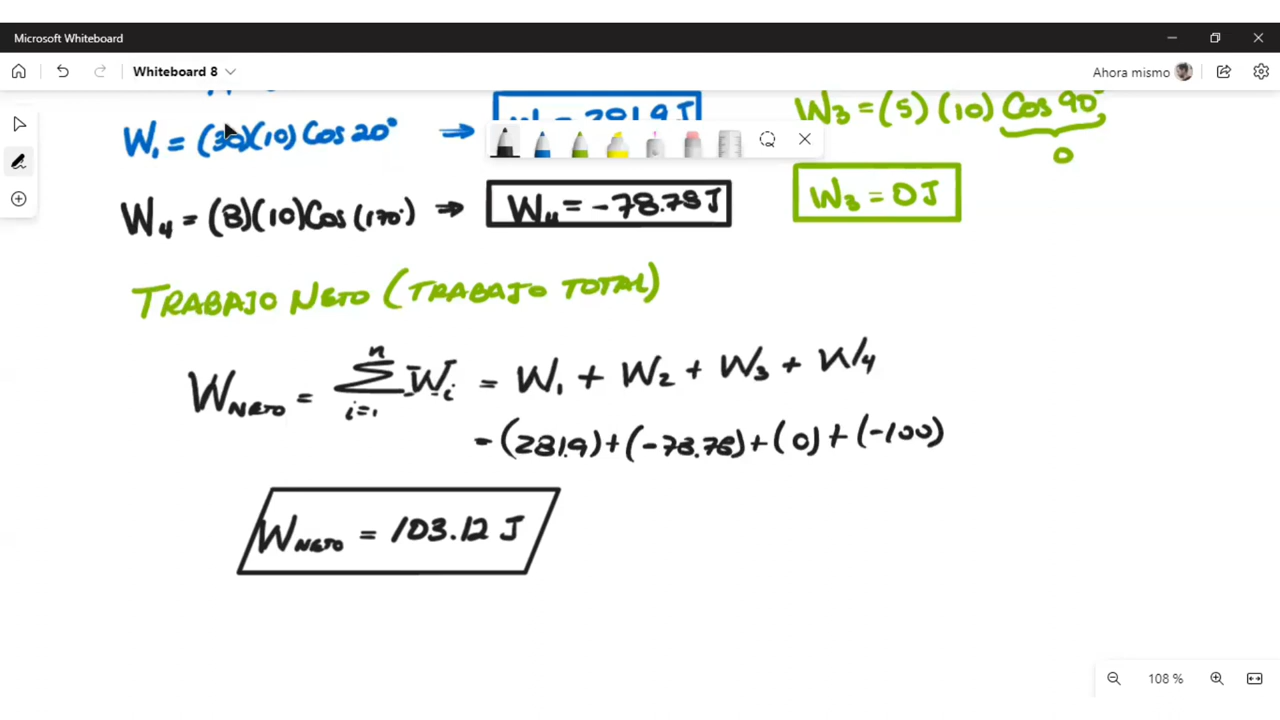 Microsoft Whiteboard
Whiteboard 8
Ahora mismo
W₁ = (30)(10) Cos 20° ⇒
281.9 J
W₃ = (5) (10) Cos 90°
0
W₄ = (8)(10) Cos (170°) ⇒ W₄ = -78.78 J
W₃ = 0 J
TRABAJO NETO (TRABAJO TOTAL)
W_NETO = Σ_{i=1}^{n} W_i = W₁ + W₂ + W₃ + W₄
= (281.9) + (-78.78) + (0) + (-100)
W_NETO = 103.12 J
108 %